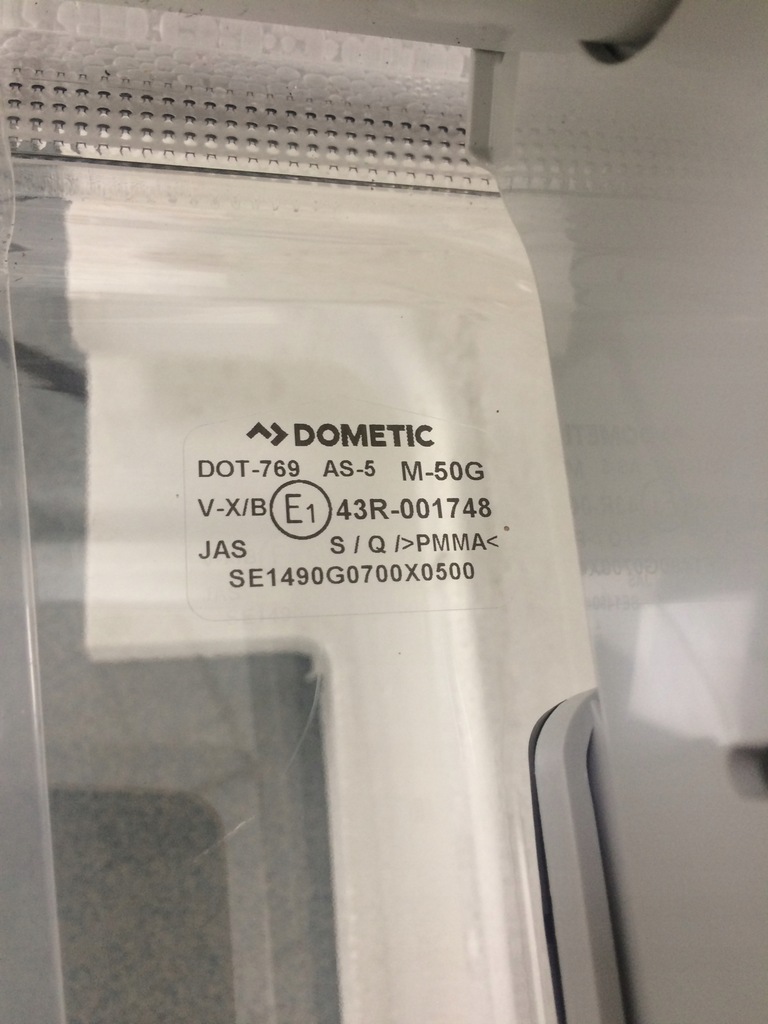 DOMETIC
DOT-769 AS-5 M-50G
V-X/B E1 43R-001748
JAS S / Q />PMMA<
SE1490G0700X0500